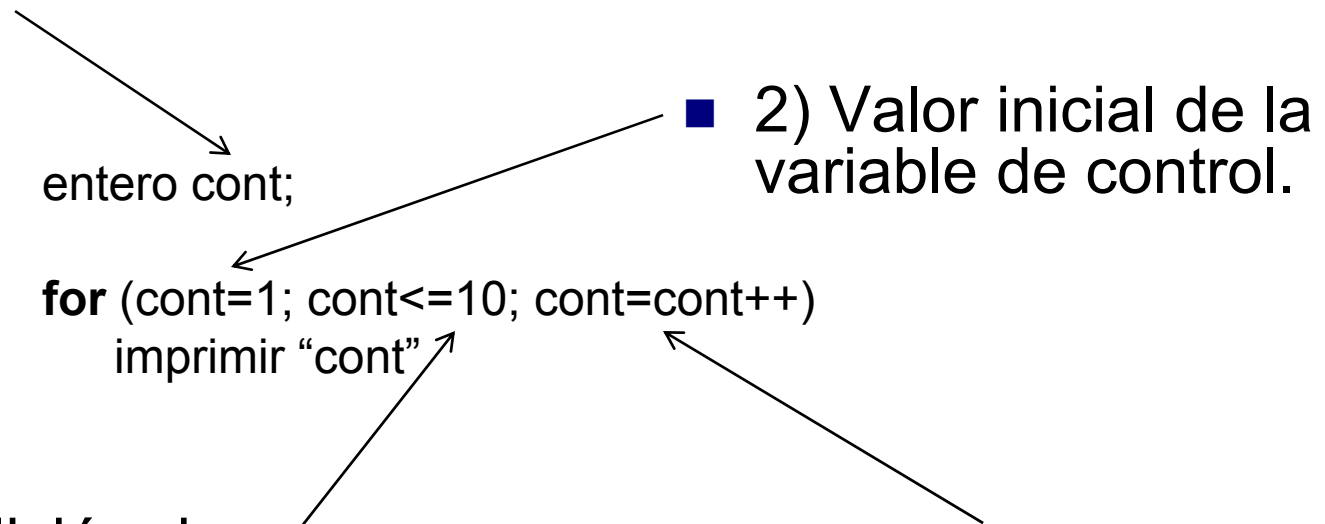 2) Valor inicial de la
variable de control.
entero cont;
for (cont=1; cont<=10; cont=cont++)
imprimir “cont”